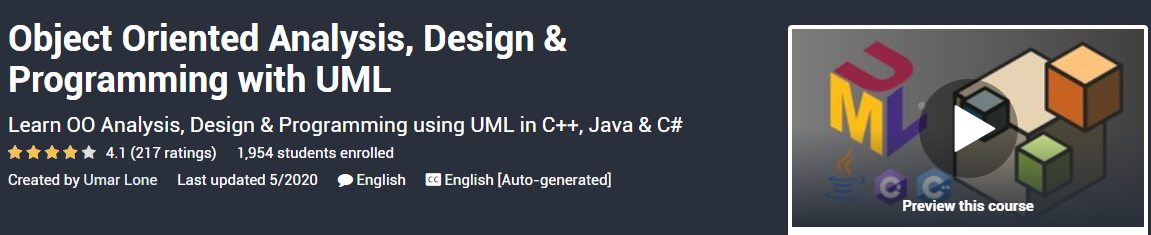 Object Oriented Analysis, Design &
Programming with UML
Learn OO Analysis, Design & Programming using UML in C++, Java & C#
4.1 (217 ratings) 1,954 students enrolled
Created by Umar Lone Last updated 5/2020 English CC English [Auto-generated]
UML
Java C# C++
Preview this course